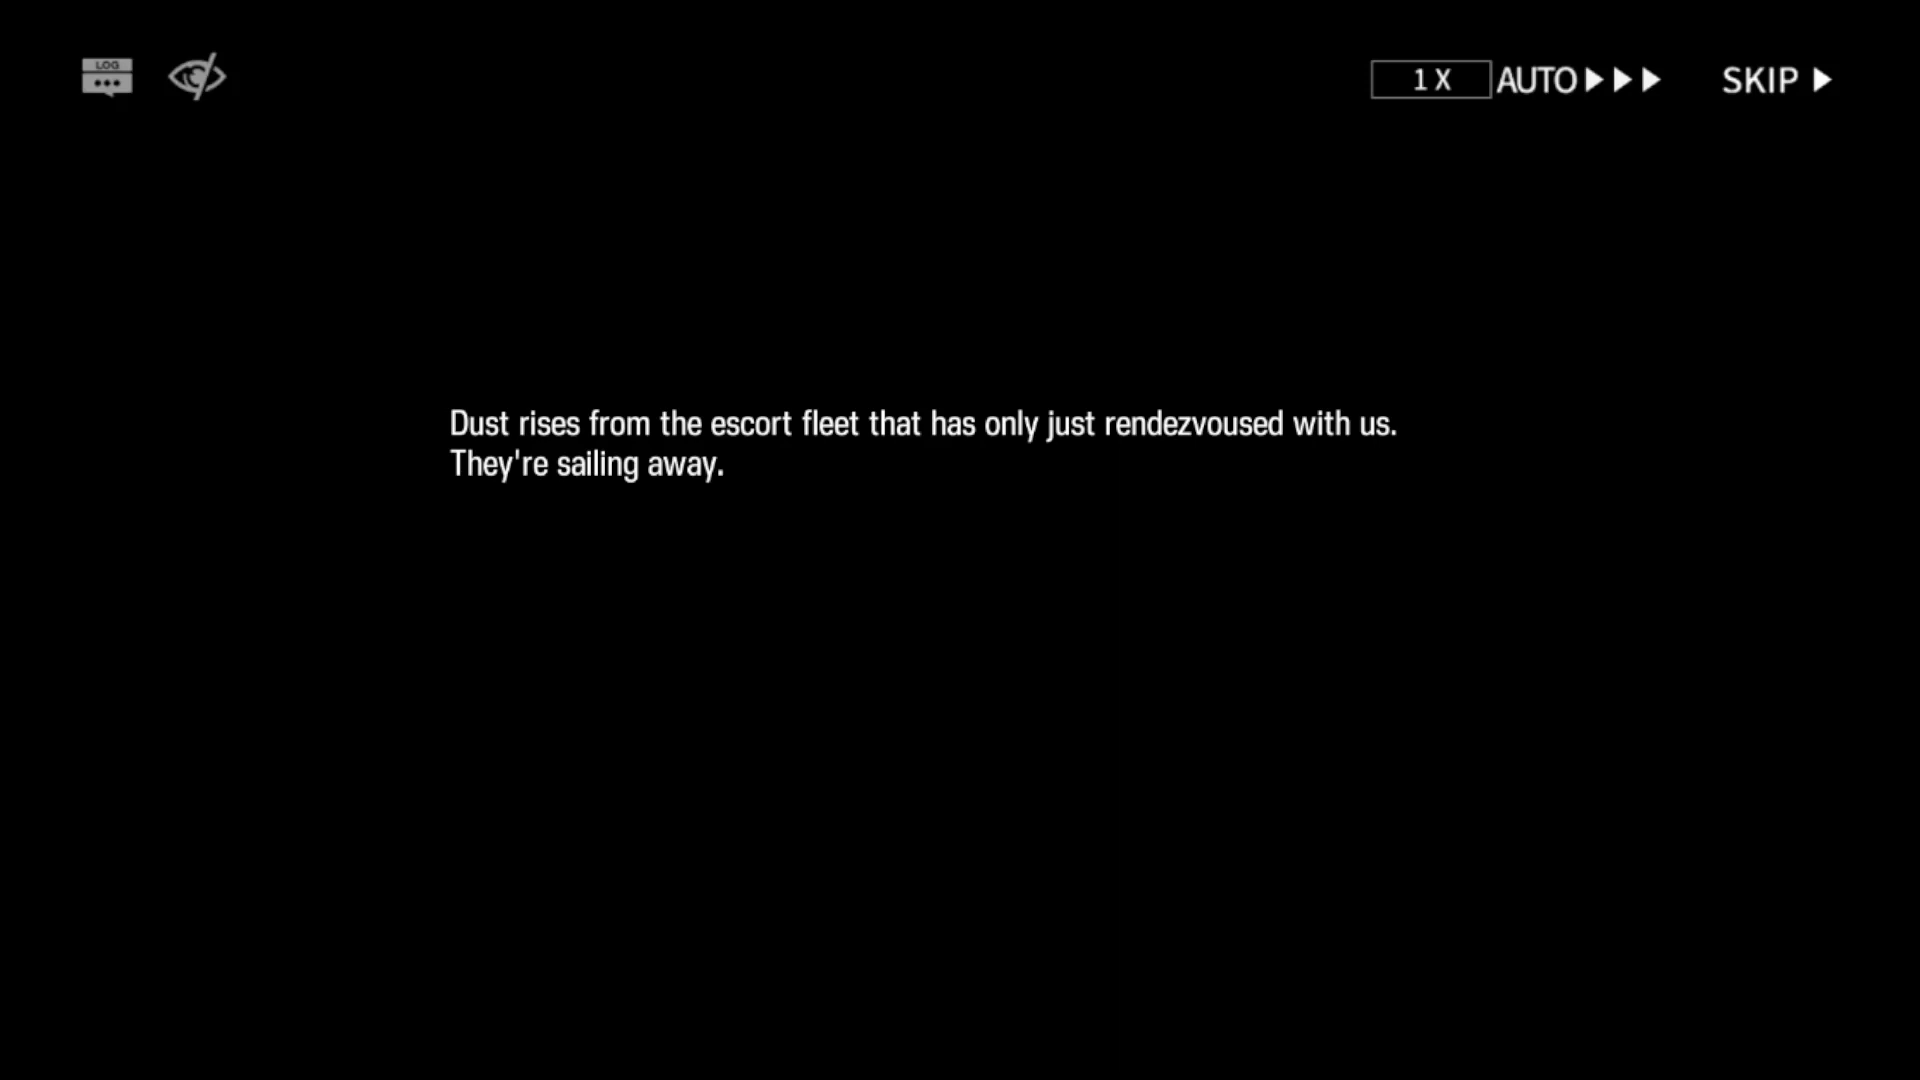 LOG
1 X AUTO SKIP
Dust rises from the escort fleet that has only just rendezvoused with us.
They're sailing away.